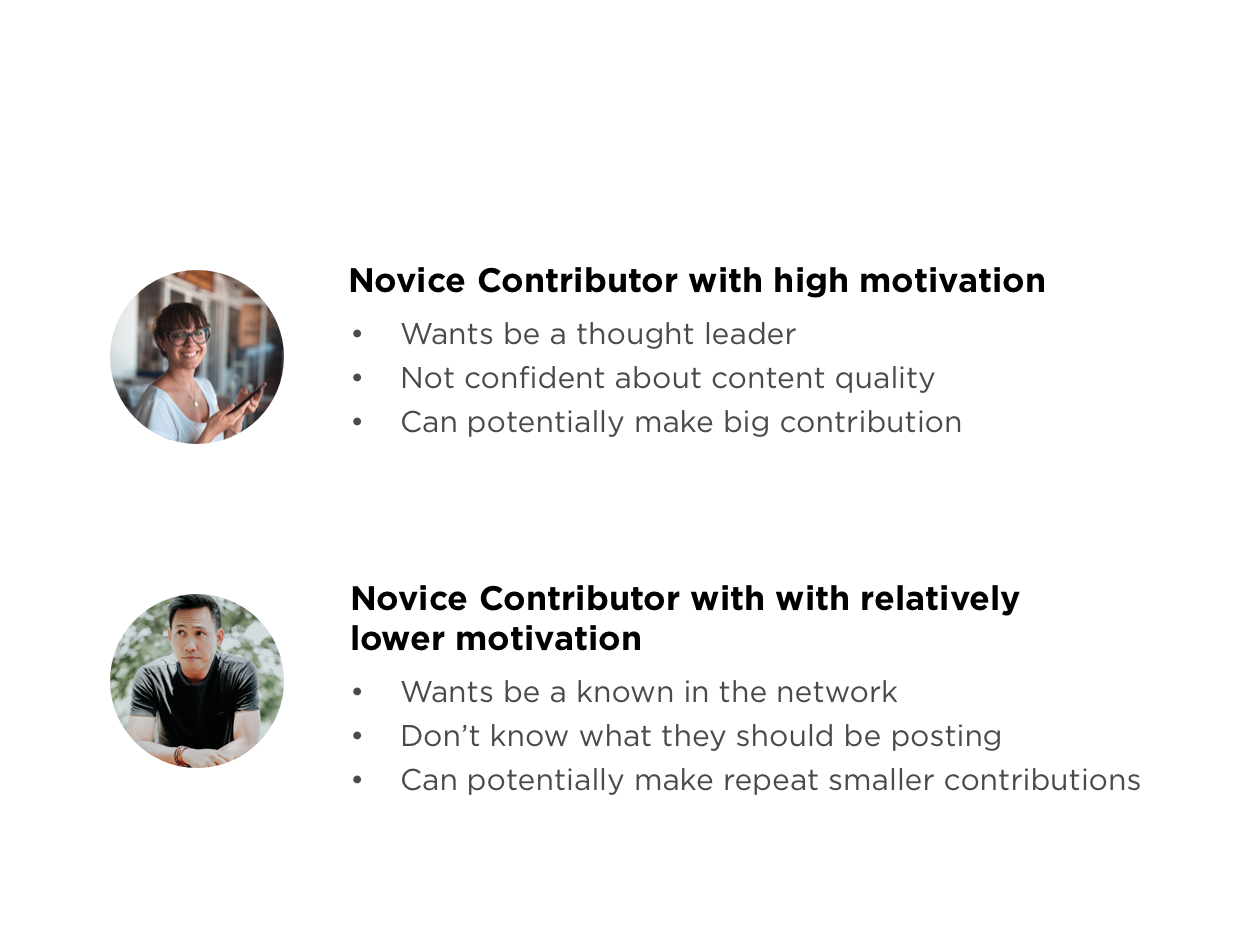 Novice Contributor with high motivation
• Wants be a thought leader
• Not confident about content quality
• Can potentially make big contribution
Novice Contributor with with relatively
lower motivation
• Wants be a known in the network
• Don’t know what they should be posting
• Can potentially make repeat smaller contributions